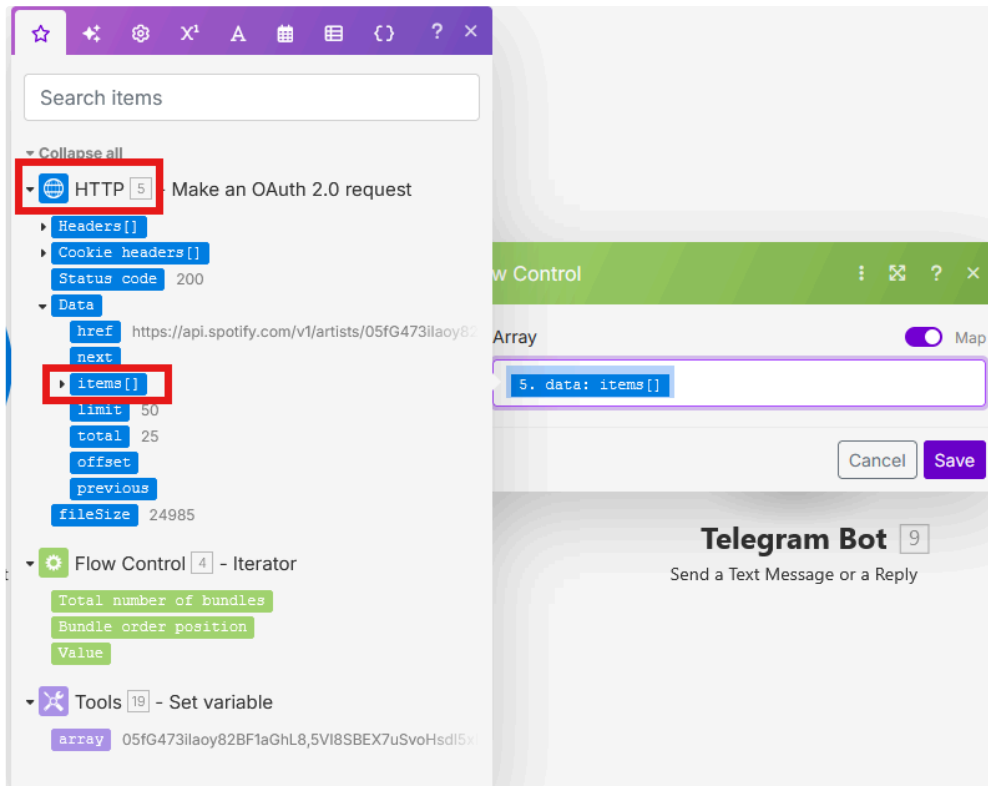 X¹ A {} ? ×
Search items
Collapse all
HTTP 5 - Make an OAuth 2.0 request
Headers[]
Cookie headers[]
Status code 200
Data
href https://api.spotify.com/v1/artists/05fG473iIaoy82
next
items[]
limit 50
total 25
offset
previous
fileSize 24985
Flow Control 4 - Iterator
Total number of bundles
Bundle order position
Value
Tools 19 - Set variable
array 05fG473iIaoy82BF1aGhL8,5VI8SBEX7uSvoHsdI5x
w Control ? ×
Array Map
5. data: items[]
Cancel Save
Telegram Bot 9
Send a Text Message or a Reply